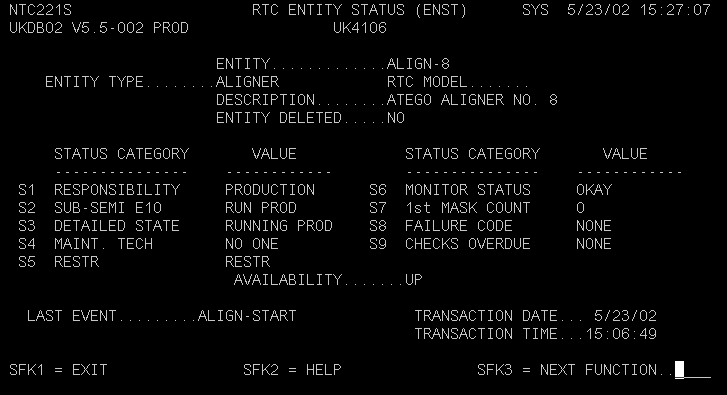 NTC221S RTC ENTITY STATUS (ENST) SYS 5/23/02 15:27:07
UKDB02 V5.5-002 PROD UK4106
ENTITY.............ALIGN-8
ENTITY TYPE........ALIGNER RTC MODEL.......
DESCRIPTION........ATEGO ALIGNER NO. 8
ENTITY DELETED.....NO
STATUS CATEGORY VALUE STATUS CATEGORY VALUE
--------------- ------------ --------------- ------------
S1 RESPONSIBILITY PRODUCTION S6 MONITOR STATUS OKAY
S2 SUB-SEMI E10 RUN PROD S7 1st MASK COUNT 0
S3 DETAILED STATE RUNNING PROD S8 FAILURE CODE NONE
S4 MAINT. TECH NO ONE S9 CHECKS OVERDUE NONE
S5 RESTR RESTR
AVAILABILITY.......UP
LAST EVENT.........ALIGN-START TRANSACTION DATE... 5/23/02
TRANSACTION TIME...15:06:49
SFK1 = EXIT SFK2 = HELP SFK3 = NEXT FUNCTION..